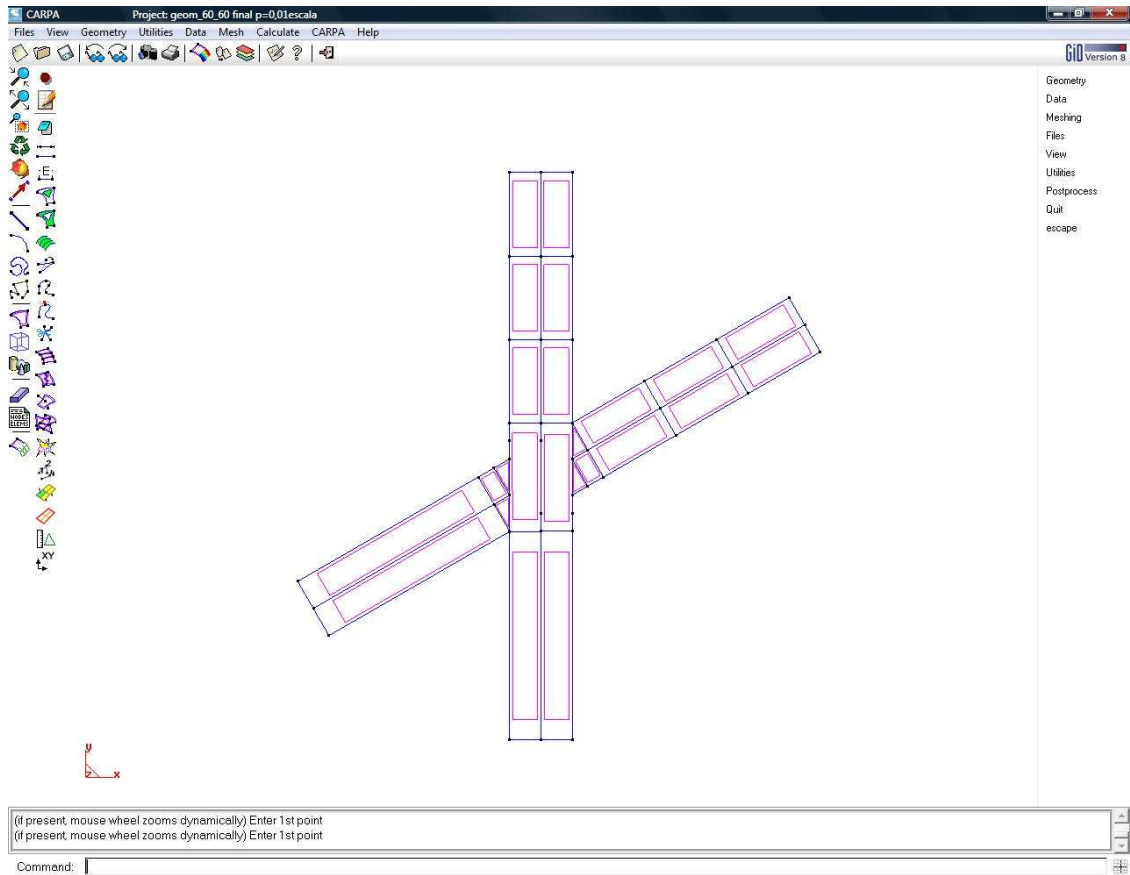 CARPA Project: geom_60_60 final p=0,01escala
Files View Geometry Utilities Data Mesh Calculate CARPA Help
GiD Version 8
Geometry
Data
Meshing
Files
View
Utilities
Postprocess
Quit
escape
E
XY
y
z x
(if present, mouse wheel zooms dynamically) Enter 1st point
(if present, mouse wheel zooms dynamically) Enter 1st point
Command: